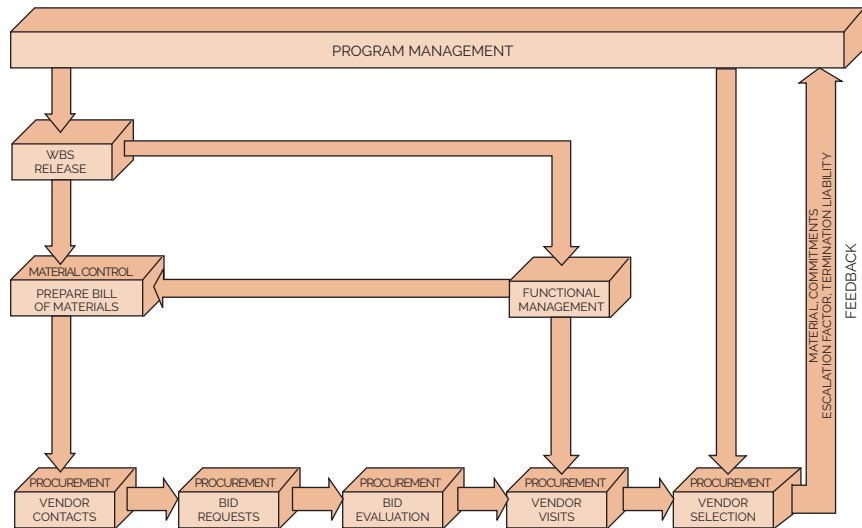 PROGRAM MANAGEMENT
WBS
RELEASE
MATERIAL CONTROL
PREPARE BILL
OF MATERIALS
FUNCTIONAL
MANAGEMENT
MATERIAL, COMMITMENTS
ESCALATION FACTOR, TERMINATION LIABILITY
FEEDBACK
PROCUREMENT
VENDOR
CONTACTS
PROCUREMENT
BID
REQUESTS
PROCUREMENT
BID
EVALUATION
PROCUREMENT
VENDOR
VISITS
PROCUREMENT
VENDOR
SELECTION